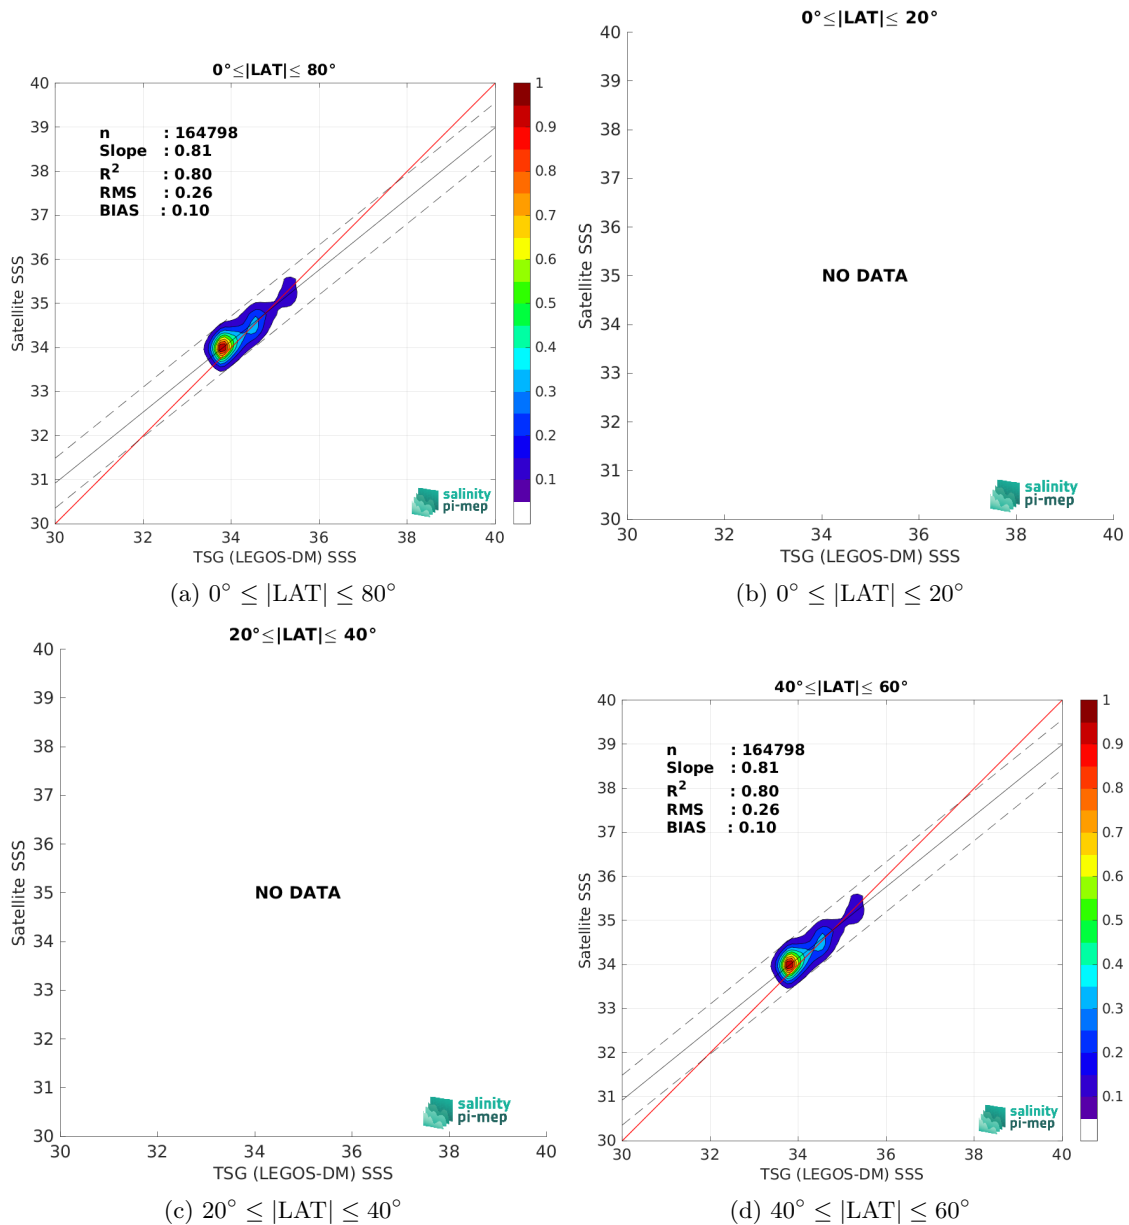 0°≤|LAT|≤ 80°
40
39
38
37
36
35
34
33
32
31
30
Satellite SSS
n : 164798
Slope : 0.81
R² : 0.80
RMS : 0.26
BIAS : 0.10
1
0.9
0.8
0.7
0.6
0.5
0.4
0.3
0.2
0.1
salinity
pi-mep
30 32 34 36 38 40
TSG (LEGOS-DM) SSS
(a) 0° ≤ |LAT| ≤ 80°
0°≤|LAT|≤ 20°
40
39
38
37
36
35
34
33
32
31
30
Satellite SSS
NO DATA
salinity
pi-mep
30 32 34 36 38 40
TSG (LEGOS-DM) SSS
(b) 0° ≤ |LAT| ≤ 20°
20°≤|LAT|≤ 40°
40
39
38
37
36
35
34
33
32
31
30
Satellite SSS
NO DATA
salinity
pi-mep
30 32 34 36 38 40
TSG (LEGOS-DM) SSS
(c) 20° ≤ |LAT| ≤ 40°
40°≤|LAT|≤ 60°
40
39
38
37
36
35
34
33
32
31
30
Satellite SSS
n : 164798
Slope : 0.81
R² : 0.80
RMS : 0.26
BIAS : 0.10
1
0.9
0.8
0.7
0.6
0.5
0.4
0.3
0.2
0.1
salinity
pi-mep
30 32 34 36 38 40
TSG (LEGOS-DM) SSS
(d) 40° ≤ |LAT| ≤ 60°